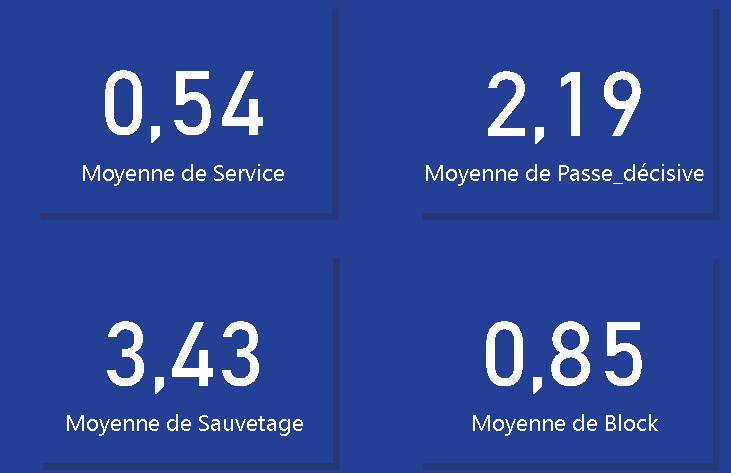 0,54
Moyenne de Service
2,19
Moyenne de Passe_décisive
3,43
Moyenne de Sauvetage
0,85
Moyenne de Block